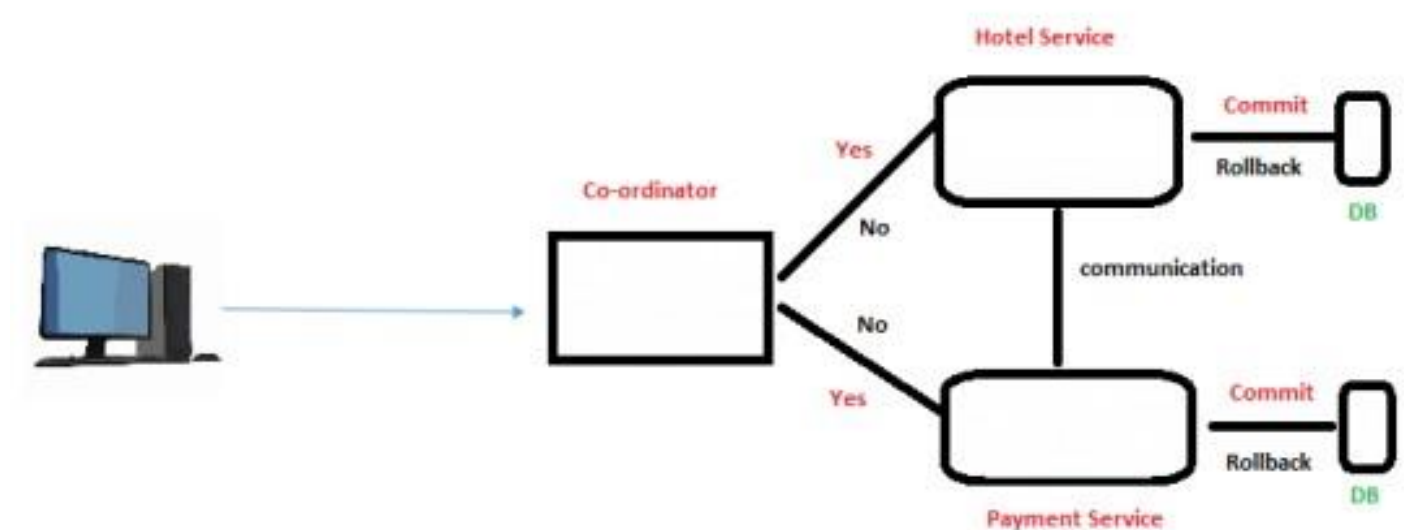 Hotel Service
Commit
Yes
Rollback
Co-ordinator
DB
No
communication
No
Commit
Yes
Rollback
DB
Payment Service